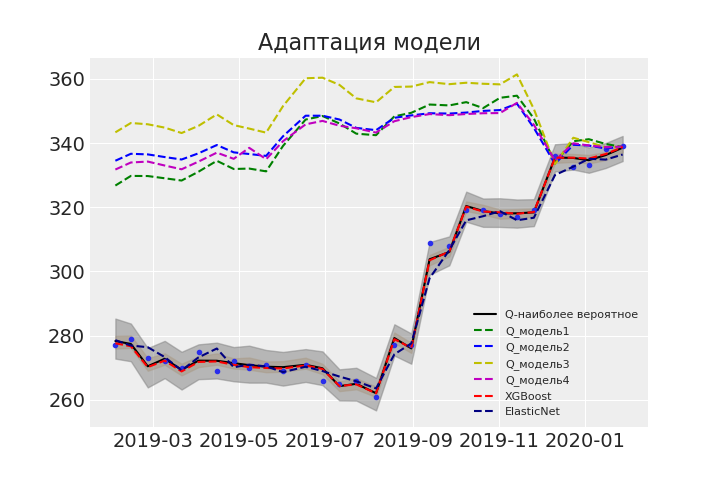 Адаптация модели
360
340
320
300
280
260
2019-03 2019-05 2019-07 2019-09 2019-11 2020-01
Q-наиболее вероятное
Q_модель1
Q_модель2
Q_модель3
Q_модель4
XGBoost
ElasticNet